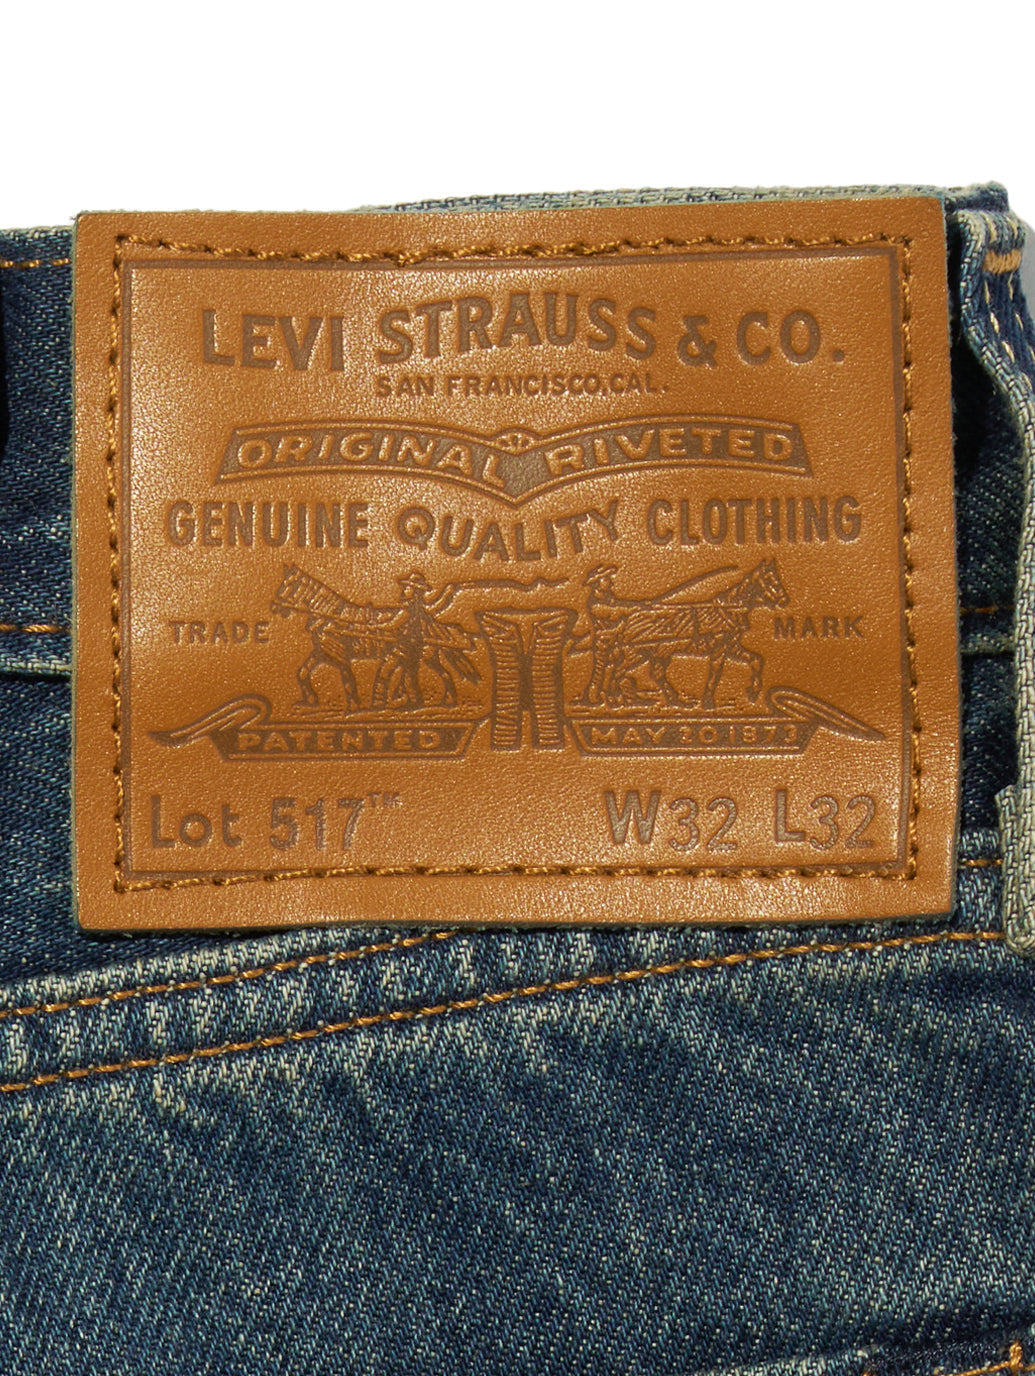 LEVI STRAUSS & CO.
SAN FRANCISCO, CAL.
ORIGINAL RIVETED
GENUINE QUALITY CLOTHING
TRADE MARK
PATENTED MAY 20 1873
Lot 517™ W32 L32